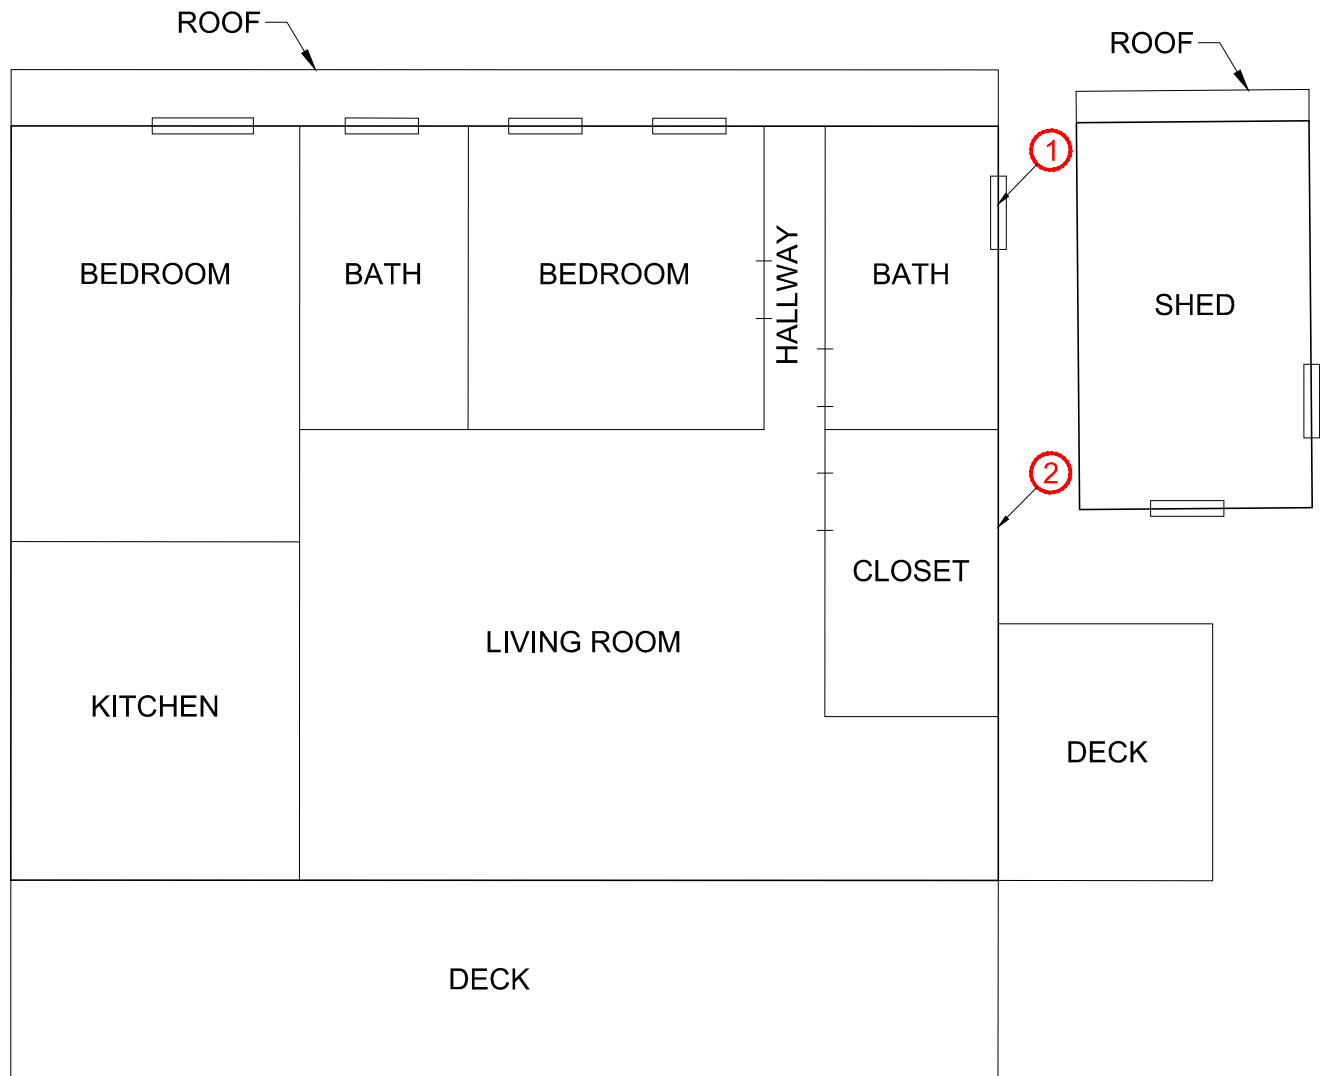 ROOF
ROOF
1
BEDROOM
BATH
BEDROOM
HALLWAY
BATH
SHED
2
CLOSET
LIVING ROOM
KITCHEN
DECK
DECK